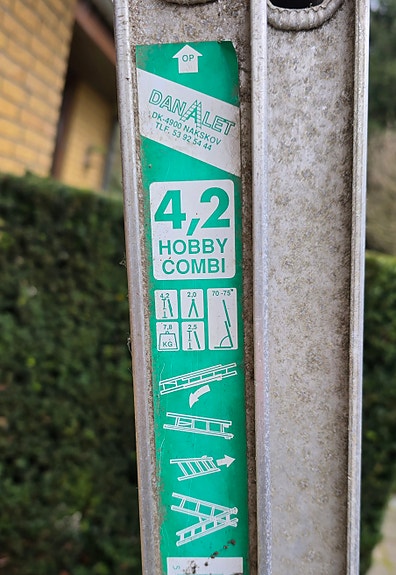 OP
DANALET
DK-4900 NAKSKOV
TLF. 53 92 54 44
4,2
HOBBY
COMBI
4,2
2,0
70 -75°
7,8
KG
2,5